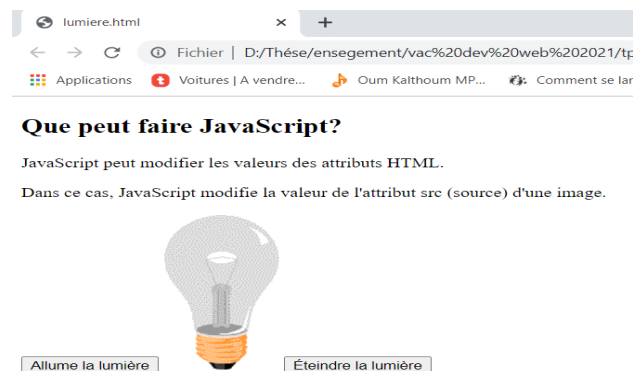 lumiere.html
Fichier | D:/Thése/ensegement/vac%20dev%20web%202021/tp
Applications Voitures | A vendre... Oum Kalthoum MP... Comment se lar
Que peut faire JavaScript?
JavaScript peut modifier les valeurs des attributs HTML.
Dans ce cas, JavaScript modifie la valeur de l'attribut src (source) d'une image.
Allume la lumière Éteindre la lumière